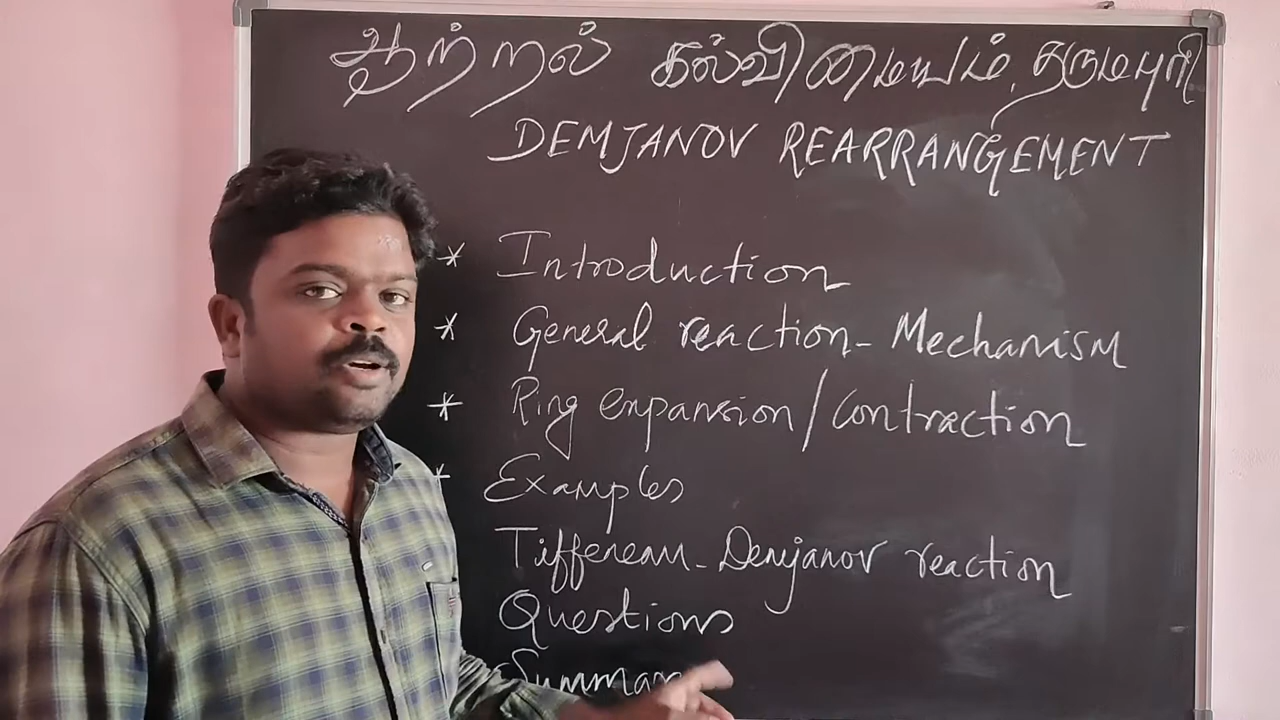 ஆற்றல் கல்வி மையம், தருமபுரி
DEMJANOV REARRANGEMENT
* Introduction
* General reaction - Mechanism
* Ring expansion / contraction
* Examples
Tiffeneau - Demjanov reaction
Questions